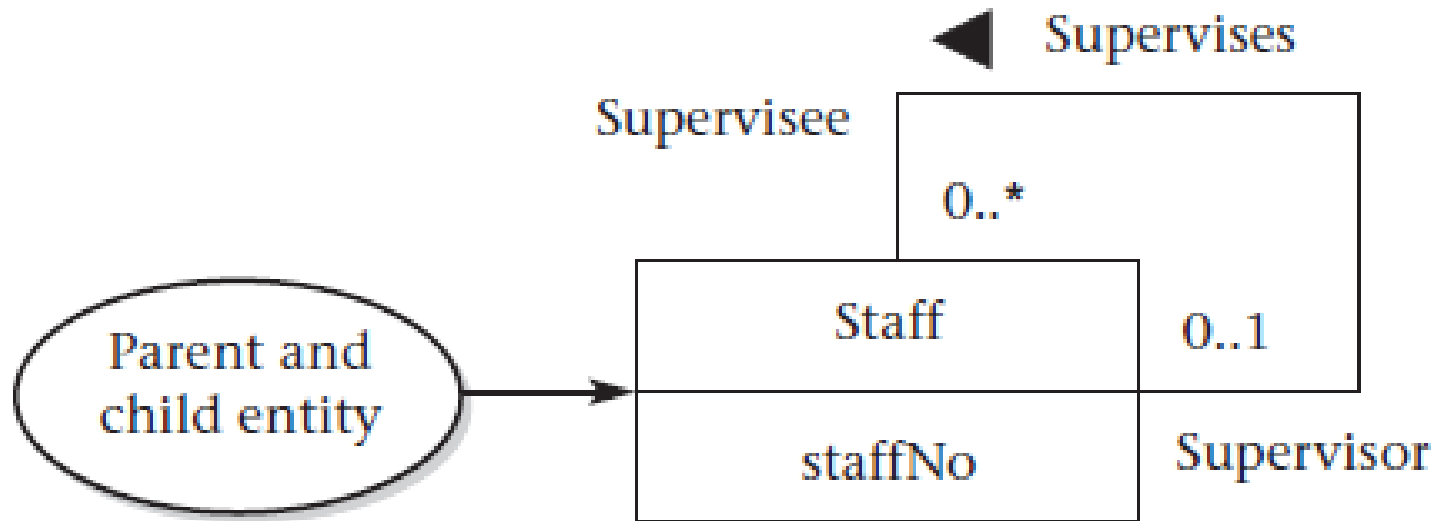 Supervises
Supervisee
0..*
Staff
0..1
Parent and
child entity
staffNo
Supervisor